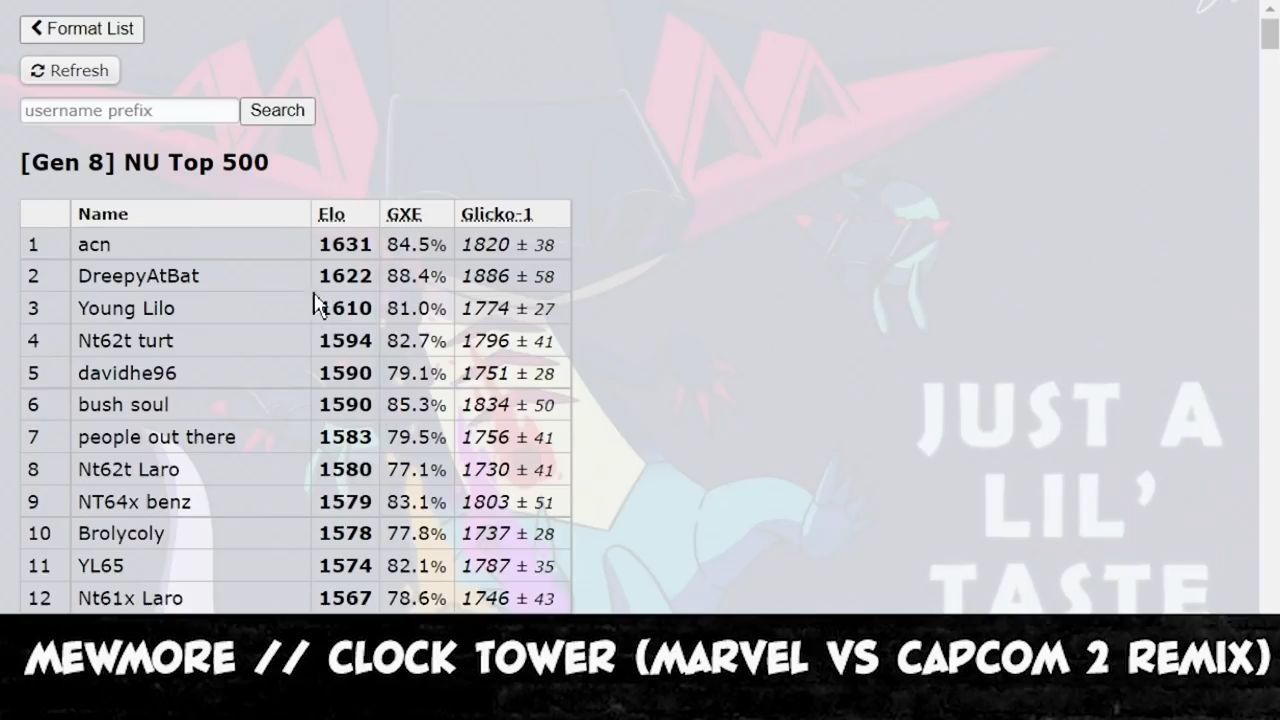 Format List
Refresh
username prefix Search
[Gen 8] NU Top 500
Name Elo GXE Glicko-1
1 acn 1631 84.5% 1820 ± 38
2 DreepyAtBat 1622 88.4% 1886 ± 58
3 Young Lilo 1610 81.0% 1774 ± 27
4 Nt62t turt 1594 82.7% 1796 ± 41
5 davidhe96 1590 79.1% 1751 ± 28
6 bush soul 1590 85.3% 1834 ± 50
7 people out there 1583 79.5% 1756 ± 41
8 Nt62t Laro 1580 77.1% 1730 ± 41
9 NT64x benz 1579 83.1% 1803 ± 51
10 Brolycoly 1578 77.8% 1737 ± 28
11 YL65 1574 82.1% 1787 ± 35
12 Nt61x Laro 1567 78.6% 1746 ± 43
JUST A
LIL'
TASTE
MEWMORE // CLOCK TOWER (MARVEL VS CAPCOM 2 REMIX)